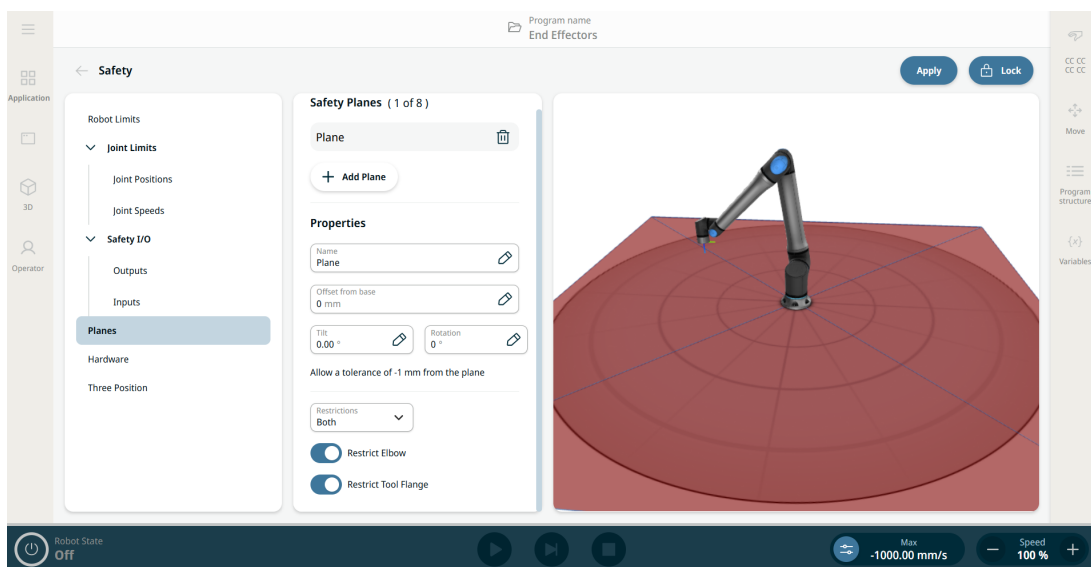 Program name
End Effectors
Safety
Apply
Lock
Application
3D
Operator
Robot Limits
Joint Limits
Joint Positions
Joint Speeds
Safety I/O
Outputs
Inputs
Planes
Hardware
Three Position
Safety Planes ( 1 of 8 )
Plane
Add Plane
Properties
Name
Plane
Offset from base
0 mm
Tilt
0.00 °
Rotation
0 °
Allow a tolerance of -1 mm from the plane
Restrictions
Both
Restrict Elbow
Restrict Tool Flange
CC CC
CC CC
Move
Program
structure
{x}
Variables
Robot State
Off
Max
-1000.00 mm/s
Speed
100 %